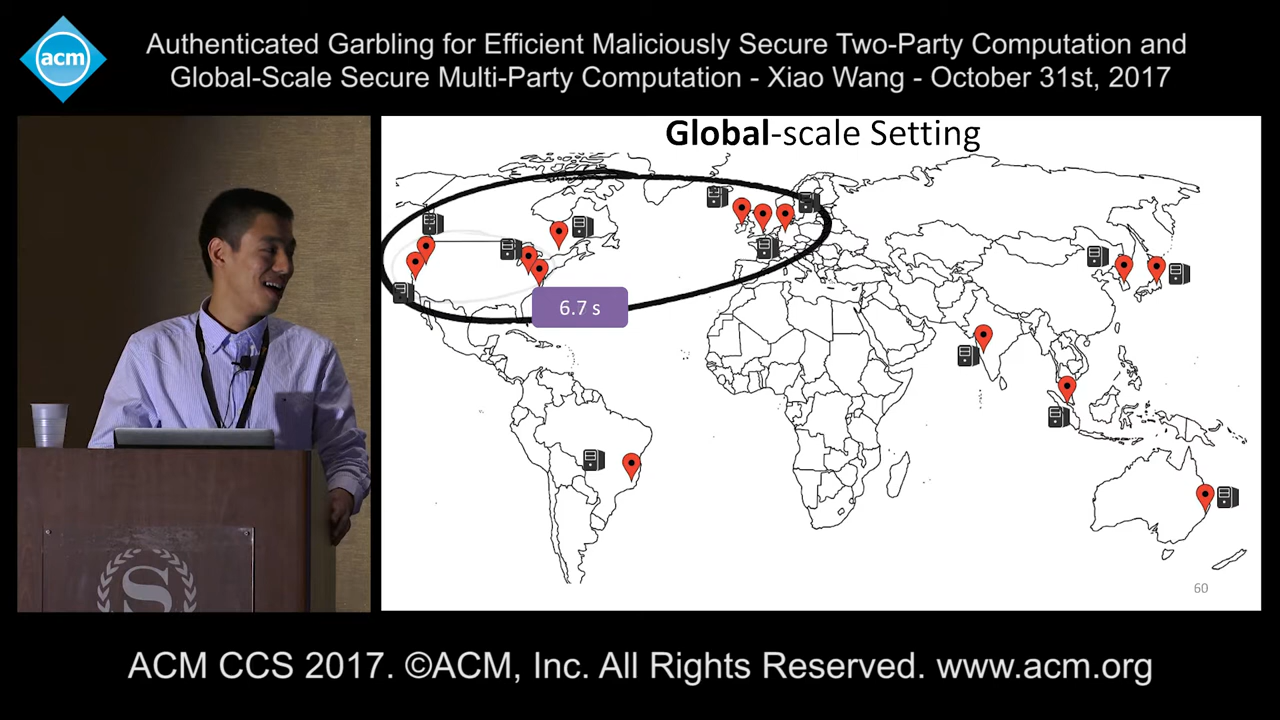 acm
Authenticated Garbling for Efficient Maliciously Secure Two-Party Computation and
Global-Scale Secure Multi-Party Computation - Xiao Wang - October 31st, 2017
Global-scale Setting
6.7 s
60
S
ACM CCS 2017. ©ACM, Inc. All Rights Reserved. www.acm.org